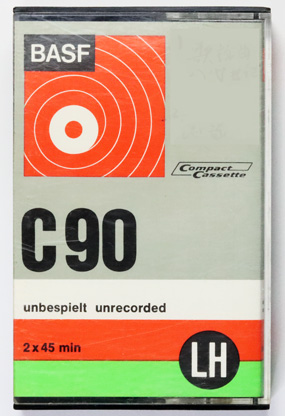 BASF
Compact
Cassette
C90
unbespielt unrecorded
2x45 min
LH